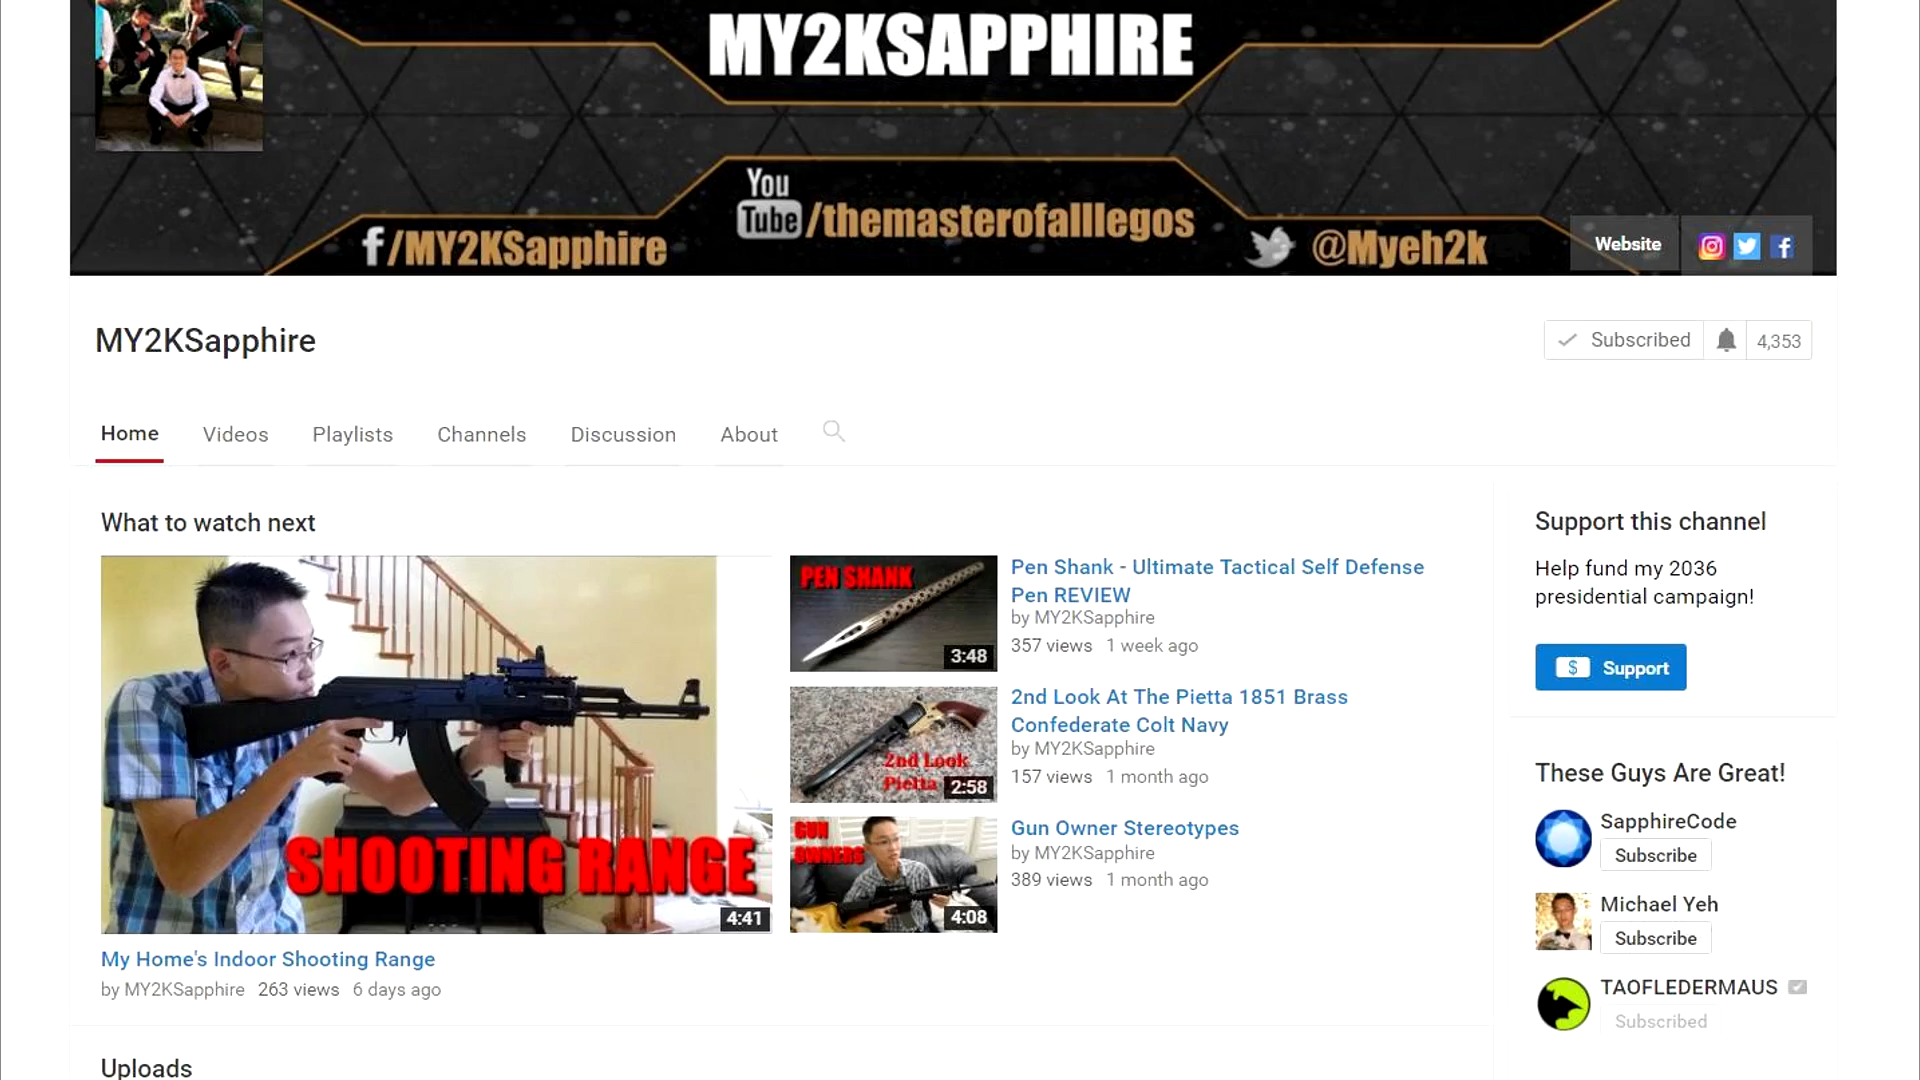 MY2KSAPPHIRE
You
Tube /themasterofalllegos
f/MY2KSapphire
@Myeh2k
Website
MY2KSapphire
Subscribed
4,353
Home
Videos
Playlists
Channels
Discussion
About
What to watch next
SHOOTING RANGE
4:41
My Home's Indoor Shooting Range
by MY2KSapphire 263 views 6 days ago
PEN SHANK
3:48
Pen Shank - Ultimate Tactical Self Defense
Pen REVIEW
by MY2KSapphire
357 views 1 week ago
2nd Look
Pietta
2:58
2nd Look At The Pietta 1851 Brass
Confederate Colt Navy
by MY2KSapphire
157 views 1 month ago
GUN
OWNERS
4:08
Gun Owner Stereotypes
by MY2KSapphire
389 views 1 month ago
Support this channel
Help fund my 2036
presidential campaign!
$ Support
These Guys Are Great!
SapphireCode
Subscribe
Michael Yeh
Subscribe
TAOFLEDERMAUS
Subscribed
Uploads